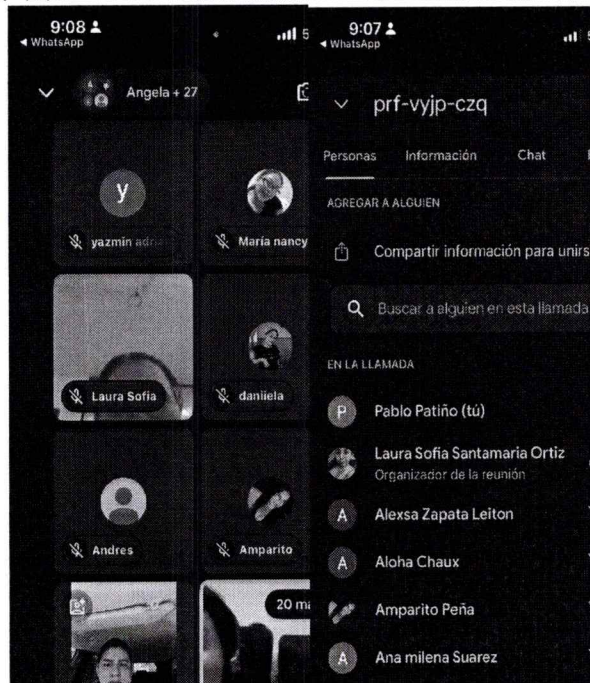 9:08
WhatsApp
Angela + 27
y
yazmin adria
María nancy
Laura Sofía
daniiela
Andres
Amparito
20 ma
9:07
WhatsApp
prf-vyjp-czq
Personas Información Chat
AGREGAR A ALGUIEN
Compartir información para unirs
Buscar a alguien en esta llamada
EN LA LLAMADA
P Pablo Patiño (tú)
Laura Sofia Santamaria Ortiz
Organizador de la reunión
A Alexsa Zapata Leiton
A Aloha Chaux
Amparito Peña
A Ana milena Suarez